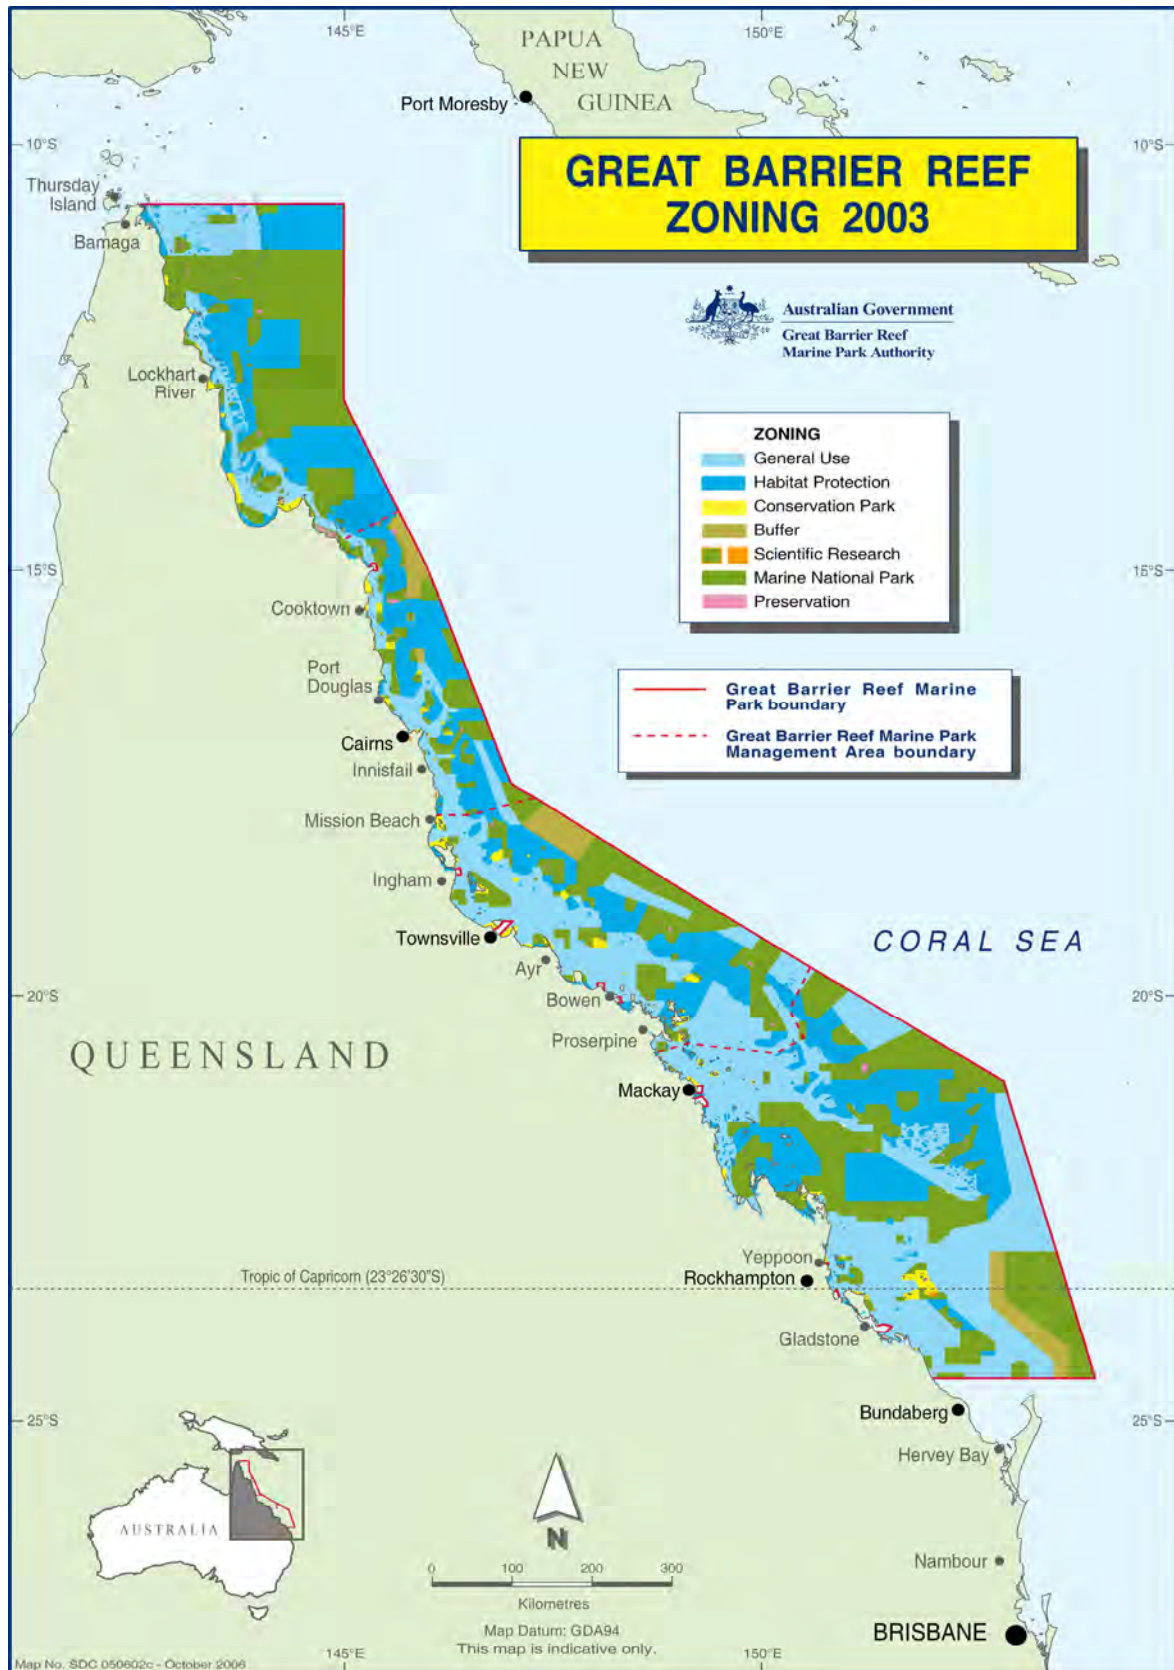 145°E
150°E
PAPUA
NEW
GUINEA
Port Moresby
10°S
10°S
GREAT BARRIER REEF
ZONING 2003
Thursday
Island
Bamaga
Australian Government
Great Barrier Reef
Marine Park Authority
Lockhart
River
ZONING
General Use
Habitat Protection
Conservation Park
Buffer
Scientific Research
Marine National Park
Preservation
15°S
15°S
Cooktown
Port
Douglas
Great Barrier Reef Marine
Park boundary
Great Barrier Reef Marine Park
Management Area boundary
Cairns
Innisfail
Mission Beach
Ingham
Townsville
CORAL SEA
Ayr
Bowen
20°S
20°S
Proserpine
QUEENSLAND
Mackay
Yeppoon
Tropic of Capricorn (23°26'30"S)
Rockhampton
Gladstone
Bundaberg
25°S
25°S
Hervey Bay
AUSTRALIA
N
Nambour
0 100 200 300
Kilometres
Map Datum: GDA94
This map is indicative only.
BRISBANE
145°E
150°E
Map No. SDC 050602c - October 2006